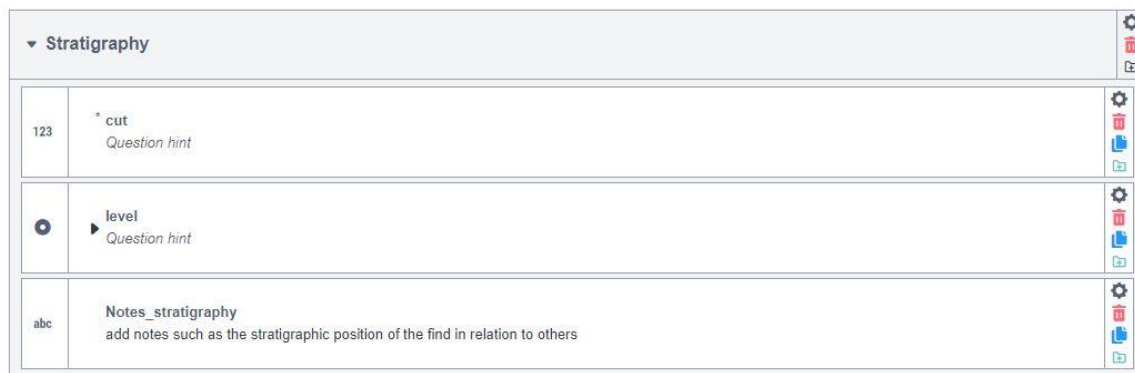 Stratigraphy
123
* cut
Question hint
level
Question hint
abc
Notes_stratigraphy
add notes such as the stratigraphic position of the find in relation to others